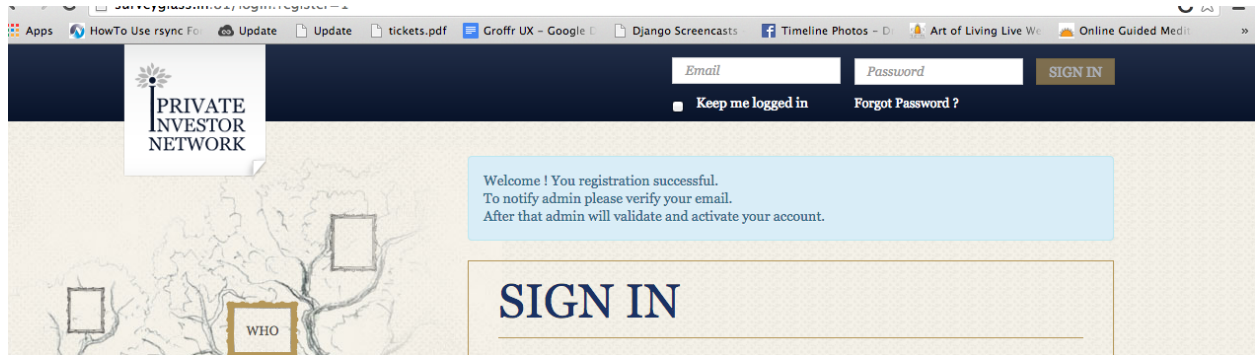 Apps HowTo Use rsync Fo Update Update tickets.pdf Groffr UX – Google D Django Screencasts Timeline Photos – D Art of Living Live We Online Guided Medit »
Email Password SIGN IN
Keep me logged in Forgot Password ?
PRIVATE
INVESTOR
NETWORK
Welcome ! You registration successful.
To notify admin please verify your email.
After that admin will validate and activate your account.
SIGN IN
WHO